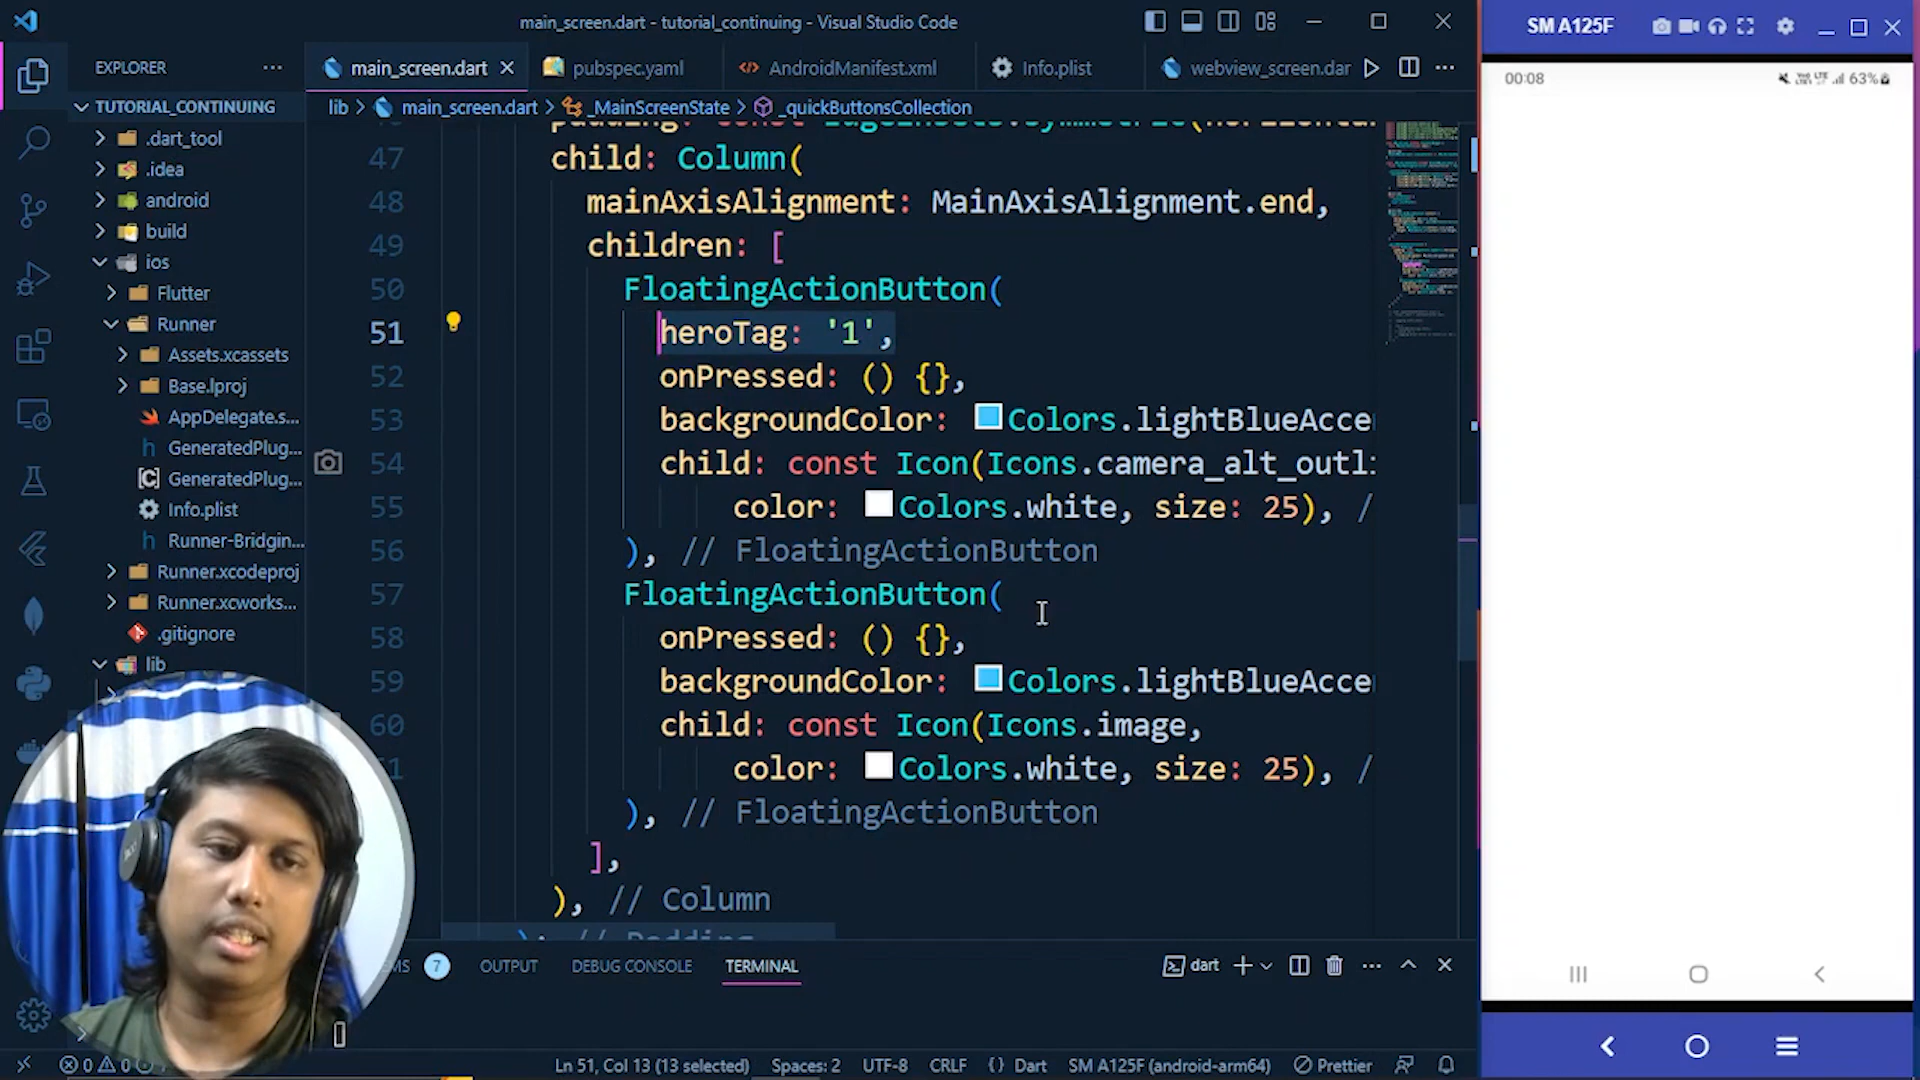 main_screen.dart - tutorial_continuing - Visual Studio Code
EXPLORER
TUTORIAL_CONTINUING
.dart_tool
.idea
android
build
ios
Flutter
Runner
Assets.xcassets
Base.lproj
AppDelegate.s...
GeneratedPlug...
GeneratedPlug...
Info.plist
Runner-Bridgin...
Runner.xcodeproj
Runner.xcworks...
.gitignore
lib
main_screen.dart
pubspec.yaml
AndroidManifest.xml
Info.plist
webview_screen.dar
lib > main_screen.dart > _MainScreenState > _quickButtonsCollection
47 child: Column(
48 mainAxisAlignment: MainAxisAlignment.end,
49 children: [
50 FloatingActionButton(
51 heroTag: '1',
52 onPressed: () {},
53 backgroundColor: Colors.lightBlueAcce
54 child: const Icon(Icons.camera_alt_outl
55 color: Colors.white, size: 25), /
56 ), // FloatingActionButton
57 FloatingActionButton(
58 onPressed: () {},
59 backgroundColor: Colors.lightBlueAcce
60 child: const Icon(Icons.image,
color: Colors.white, size: 25), /
), // FloatingActionButton
],
), // Column
7 OUTPUT DEBUG CONSOLE TERMINAL
dart
0 0
Ln 51, Col 13 (13 selected) Spaces: 2 UTF-8 CRLF {} Dart SM A125F (android-arm64) Prettier
SM A125F
00:08
63%